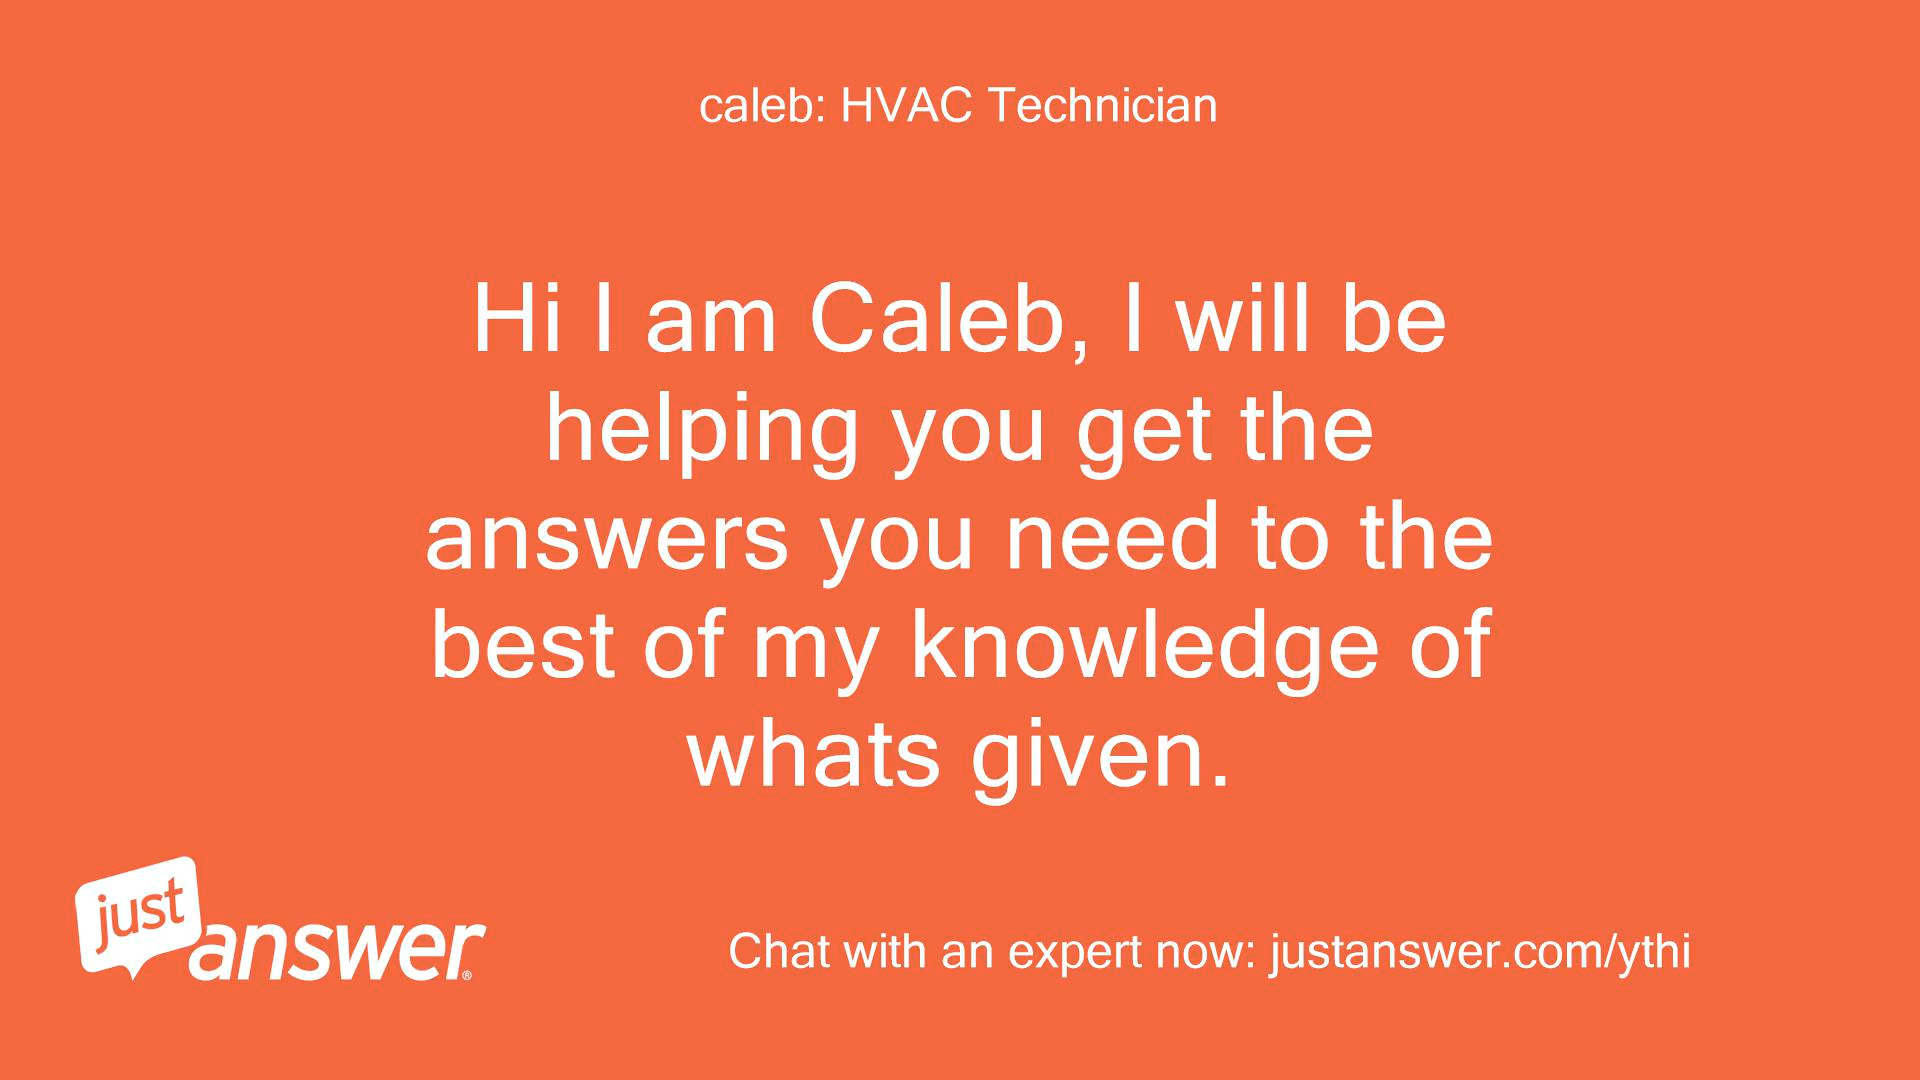 caleb: HVAC Technician
Hi I am Caleb, I will be
helping you get the
answers you need to the
best of my knowledge of
whats given.
just
answer®
Chat with an expert now: justanswer.com/ythi